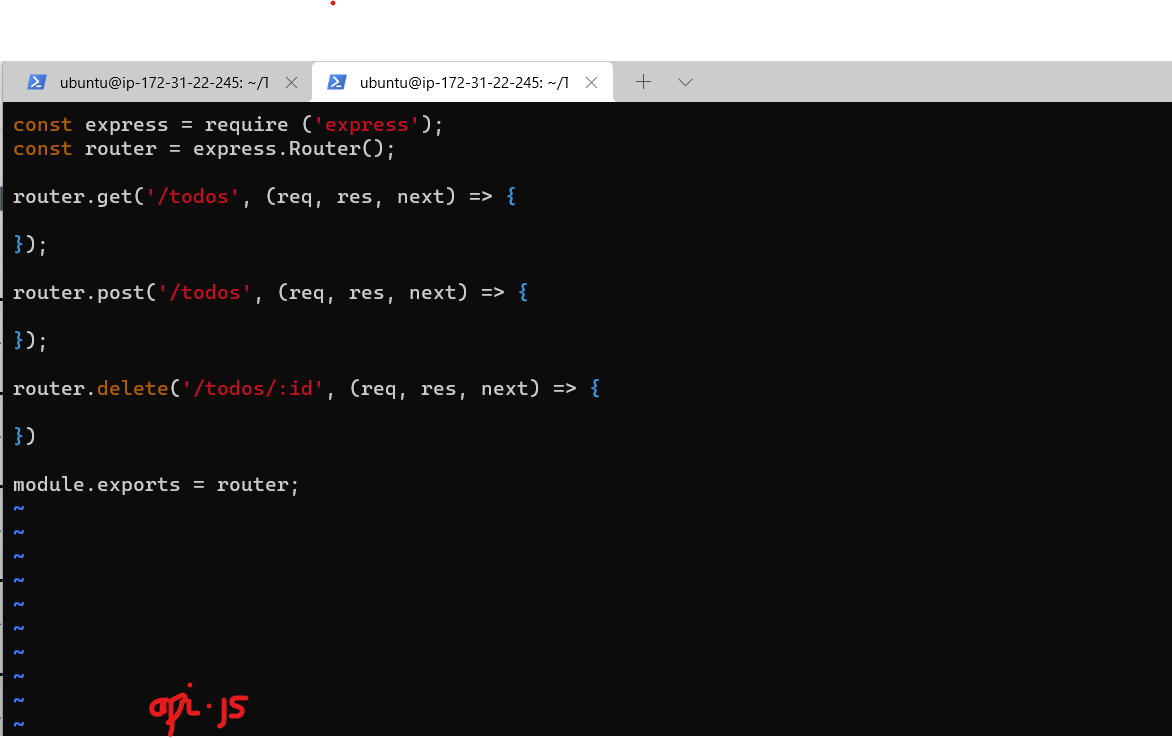 ubuntu@ip-172-31-22-245: ~/T ubuntu@ip-172-31-22-245: ~/T
const express = require ('express');
const router = express.Router();
router.get('/todos', (req, res, next) => {
});
router.post('/todos', (req, res, next) => {
});
router.delete('/todos/:id', (req, res, next) => {
})
module.exports = router;
~
~
~
~
~
~
~
~
~
~
api.js